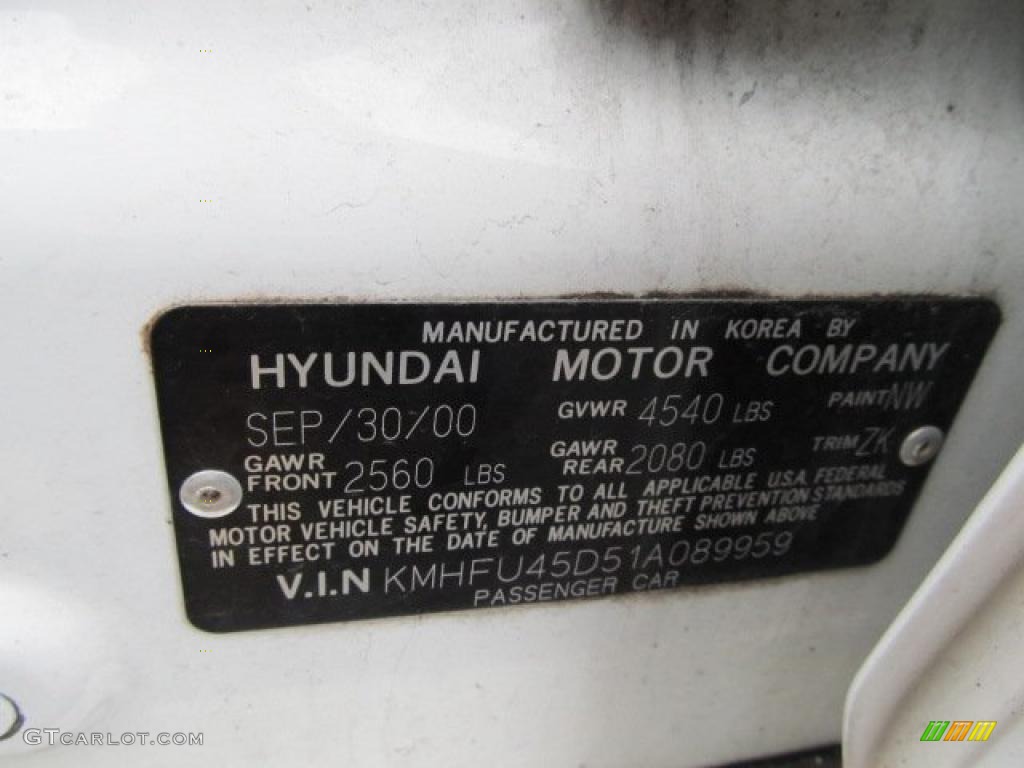 MANUFACTURED IN KOREA BY
HYUNDAI MOTOR COMPANY
SEP/30/00 GVWR 4540 LBS PAINT NW
GAWR FRONT 2560 LBS GAWR REAR 2080 LBS TRIM ZK
THIS VEHICLE CONFORMS TO ALL APPLICABLE U.S.A. FEDERAL
MOTOR VEHICLE SAFETY, BUMPER AND THEFT PREVENTION STANDARDS
IN EFFECT ON THE DATE OF MANUFACTURE SHOWN ABOVE
V.I.N KMHFU45D51A089959
PASSENGER CAR
GTCARLOT.COM